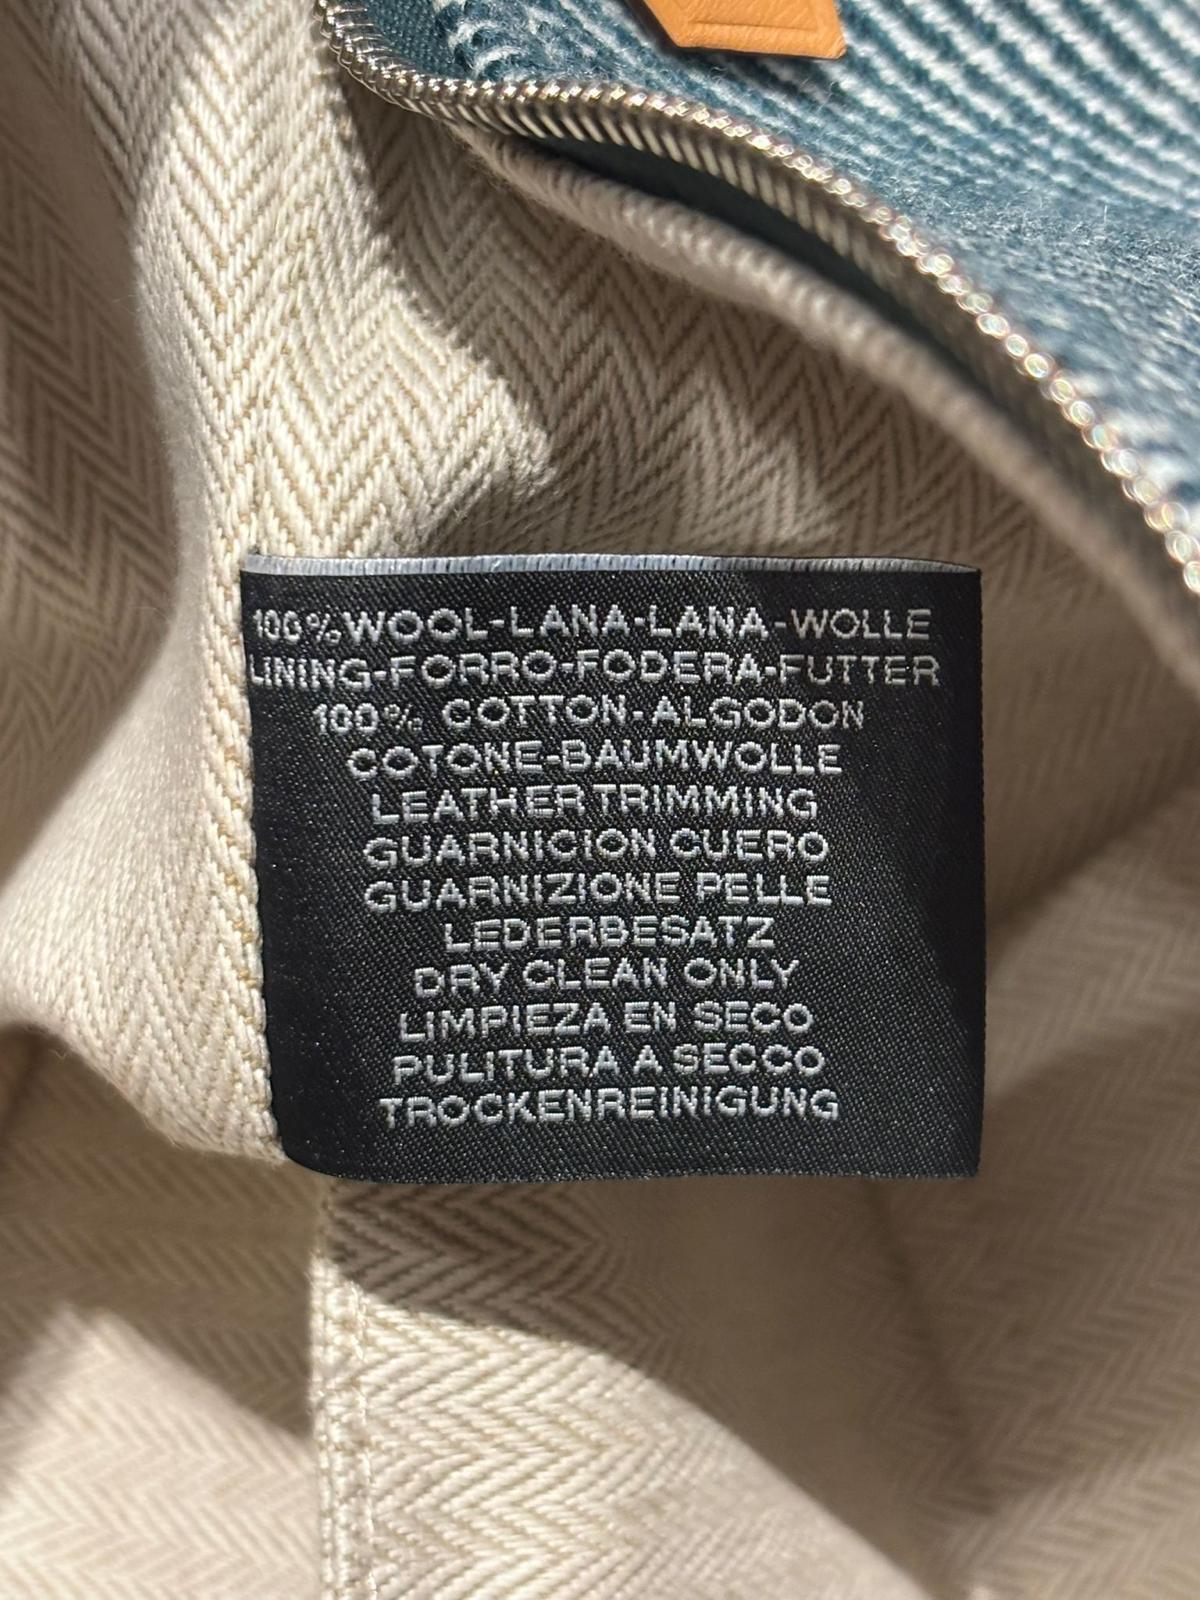 100% WOOL-LANA-LANA-WOLLE
LINING-FORRO-FODERA-FUTTER
100% COTTON-ALGODON
COTONE-BAUMWOLLE
LEATHER TRIMMING
GUARNICION CUERO
GUARNIZIONE PELLE
LEDERBESATZ
DRY CLEAN ONLY
LIMPIEZA EN SECO
PULITURA A SECCO
TROCKENREINIGUNG